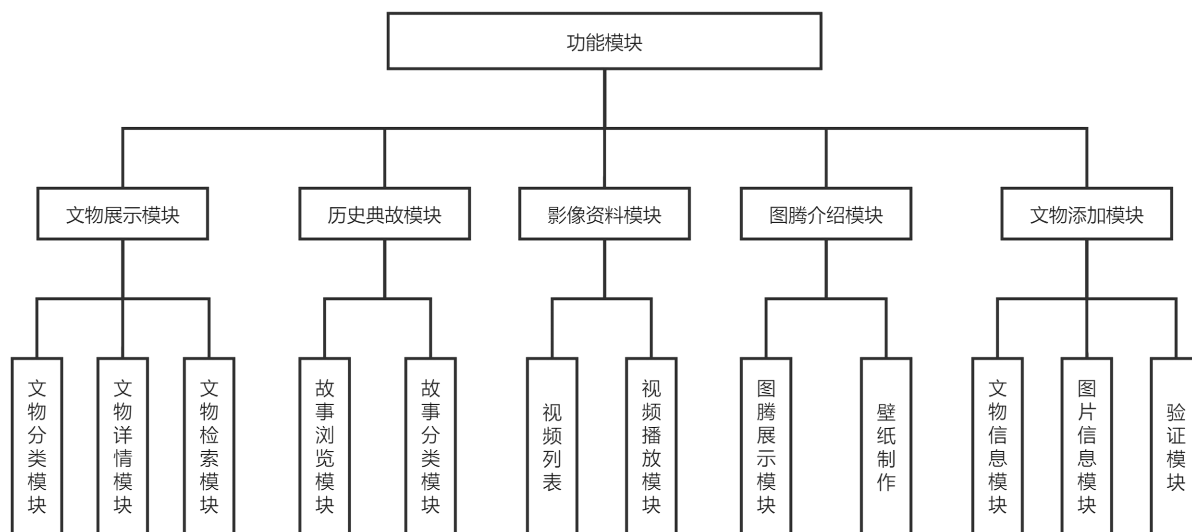 功能模块
文物展示模块
历史典故模块
影像资料模块
图腾介绍模块
文物添加模块
文物分类模块
文物详情模块
文物检索模块
故事浏览模块
故事分类模块
视频列表
视频播放模块
图腾展示模块
壁纸制作
文物信息模块
图片信息模块
验证模块